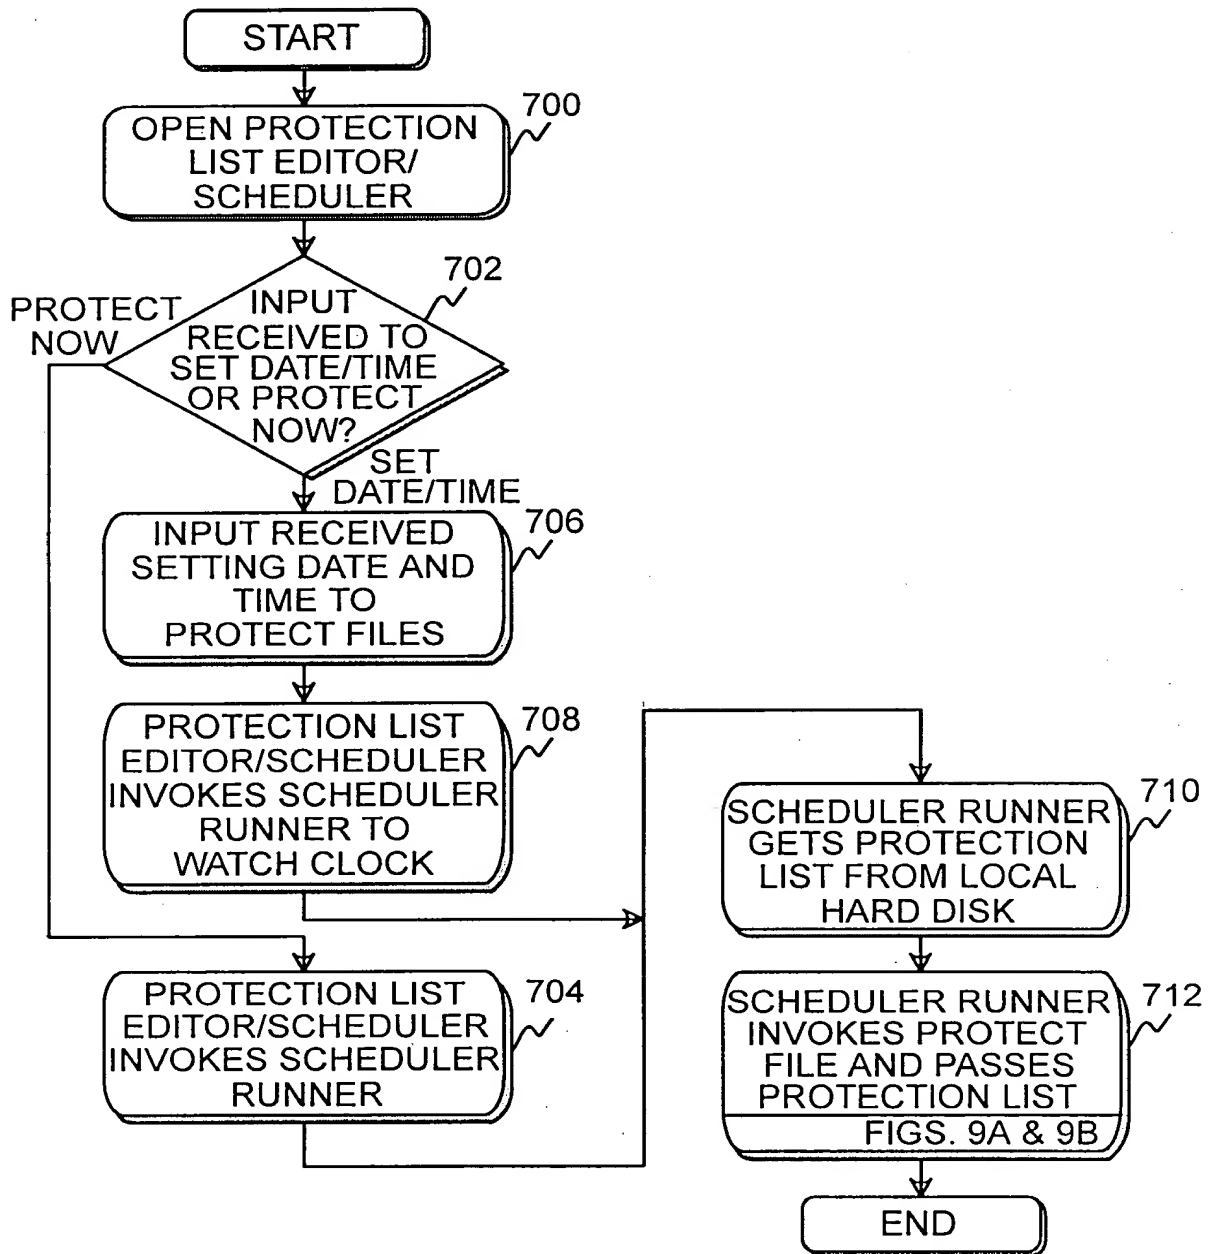 START
700
OPEN PROTECTION
LIST EDITOR/
SCHEDULER
702
PROTECT
NOW
INPUT
RECEIVED TO
SET DATE/TIME
OR PROTECT
NOW?
SET
DATE/TIME
706
INPUT RECEIVED
SETTING DATE AND
TIME TO
PROTECT FILES
708
PROTECTION LIST
EDITOR/SCHEDULER
INVOKES SCHEDULER
RUNNER TO
WATCH CLOCK
704
PROTECTION LIST
EDITOR/SCHEDULER
INVOKES SCHEDULER
RUNNER
710
SCHEDULER RUNNER
GETS PROTECTION
LIST FROM LOCAL
HARD DISK
712
SCHEDULER RUNNER
INVOKES PROTECT
FILE AND PASSES
PROTECTION LIST
FIGS. 9A & 9B
END